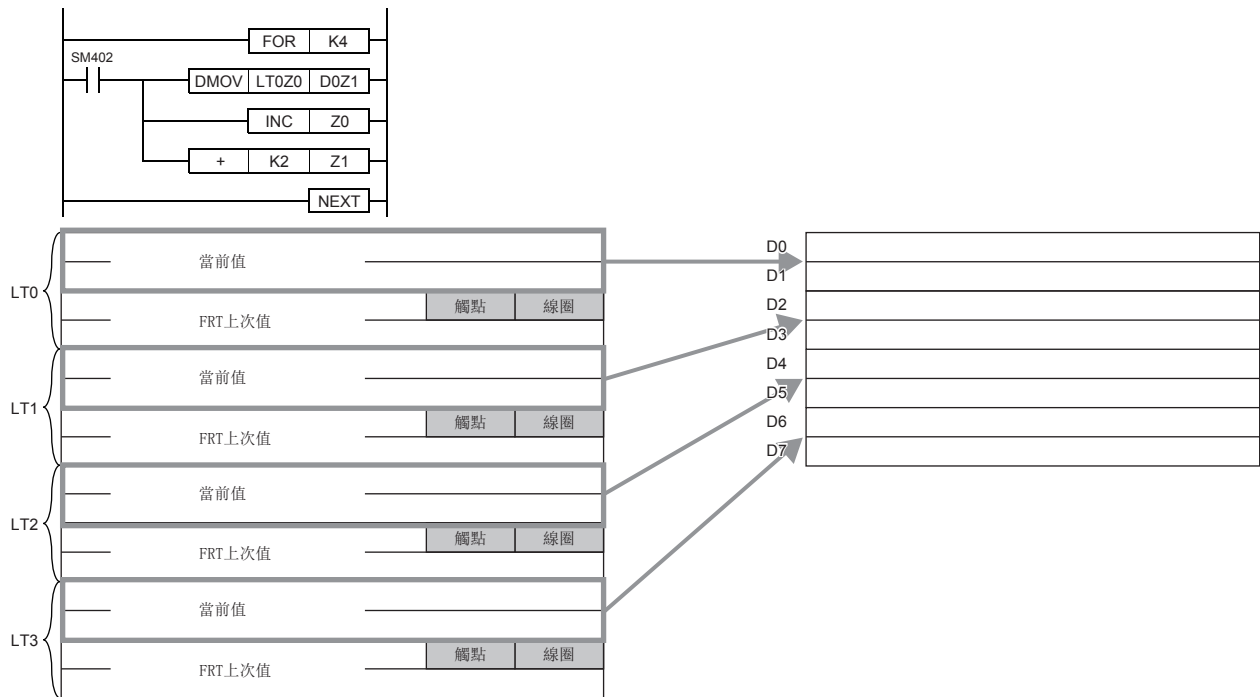 FOR K4
SM402
DMOV LT0Z0 D0Z1
INC Z0
+ K2 Z1
NEXT
LT0
當前值
觸點 線圈
FRT上次值
LT1
當前值
觸點 線圈
FRT上次值
LT2
當前值
觸點 線圈
FRT上次值
LT3
當前值
觸點 線圈
FRT上次值
D0
D1
D2
D3
D4
D5
D6
D7